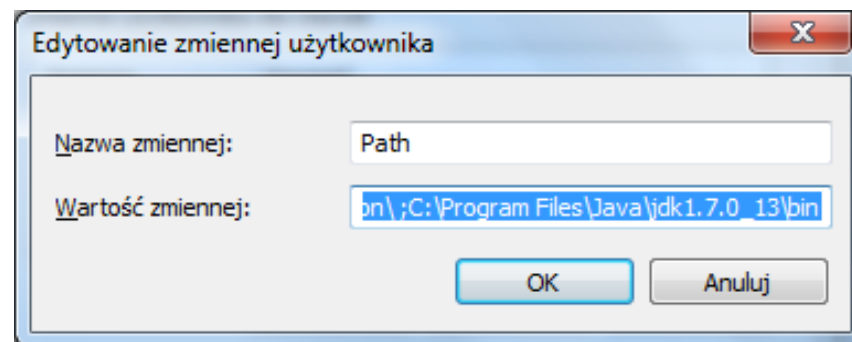 Edytowanie zmiennej użytkownika
Nazwa zmiennej: Path
Wartość zmiennej: on\ ;C:\Program Files\Java\jdk1.7.0_13\bin
OK Anuluj